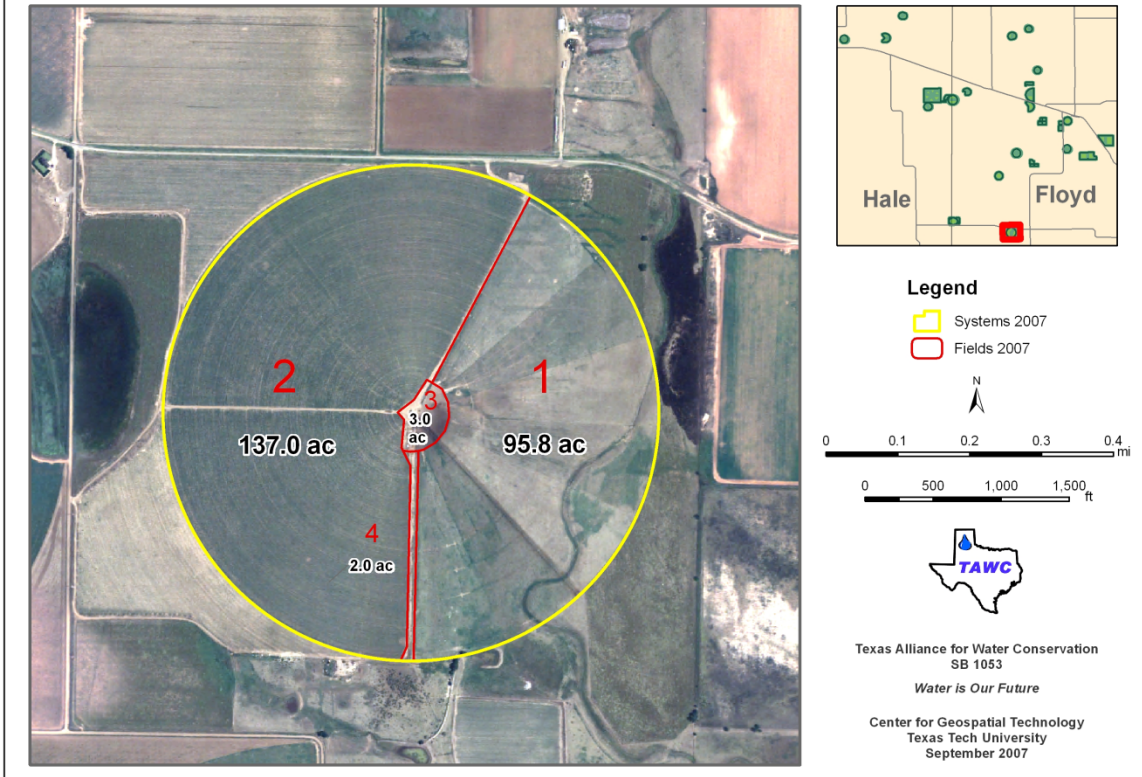 2
137.0 ac
1
95.8 ac
3
3.0
ac
4
2.0 ac
Hale
Floyd
Legend
Systems 2007
Fields 2007
N
0 0.1 0.2 0.3 0.4
mi
0 500 1,000 1,500
ft
TAWC
Texas Alliance for Water Conservation
SB 1053
Water is Our Future
Center for Geospatial Technology
Texas Tech University
September 2007